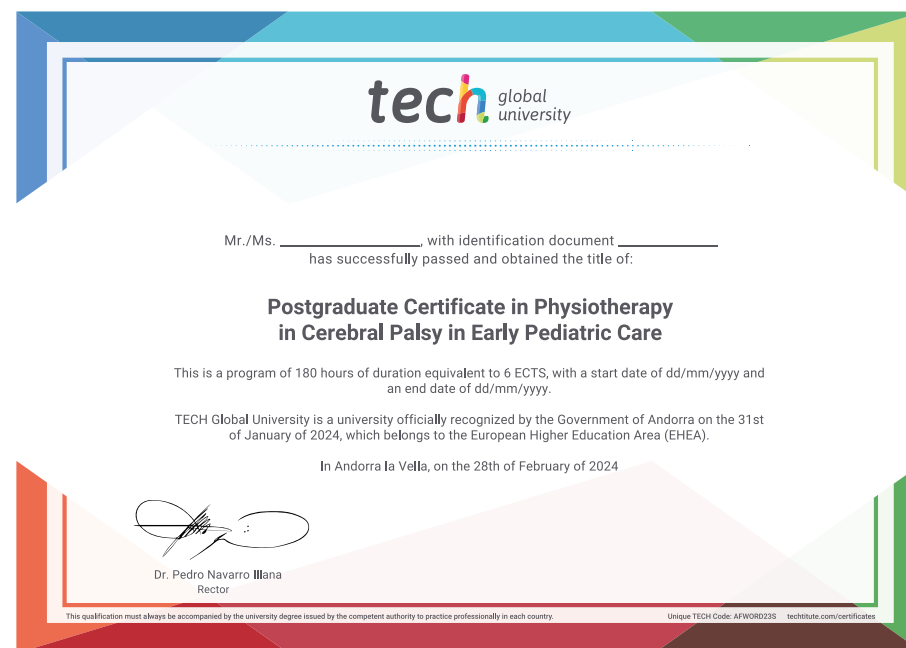 tech global
university
Mr./Ms. ____________, with identification document ____________
has successfully passed and obtained the title of:
Postgraduate Certificate in Physiotherapy
in Cerebral Palsy in Early Pediatric Care
This is a program of 180 hours of duration equivalent to 6 ECTS, with a start date of dd/mm/yyyy and
an end date of dd/mm/yyyy.
TECH Global University is a university officially recognized by the Government of Andorra on the 31st
of January of 2024, which belongs to the European Higher Education Area (EHEA).
In Andorra la Vella, on the 28th of February of 2024
Dr. Pedro Navarro Illana
Rector
This qualification must always be accompanied by the university degree issued by the competent authority to practice professionally in each country.
Unique TECH Code: AFWORD23S techtitute.com/certificates